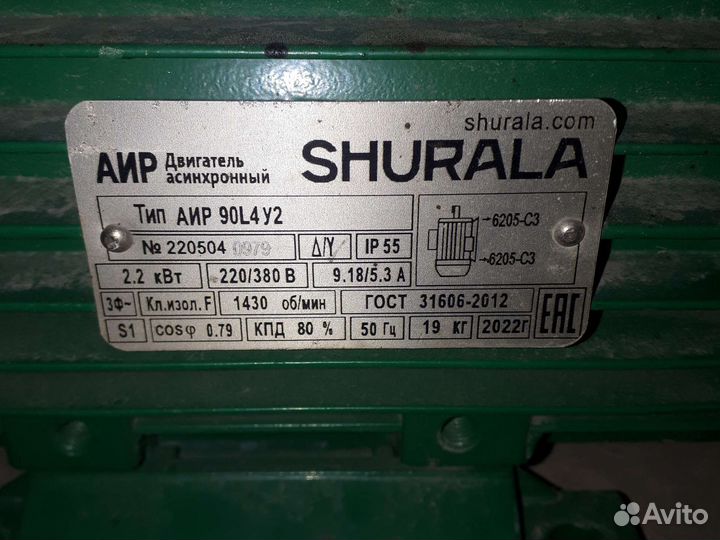 shurala.com
АИР Двигатель асинхронный SHURALA
Тип АИР 90L4У2
№ 220504 0979 Δ/Y IP 55
→6205-C3
→6205-C3
2.2 кВт 220/380 В 9.18/5.3 А
3Ф~ Кл.изол. F 1430 об/мин ГОСТ 31606-2012
S1 cosφ 0.79 КПД 80 % 50 Гц 19 кг 2022г EAC
Avito